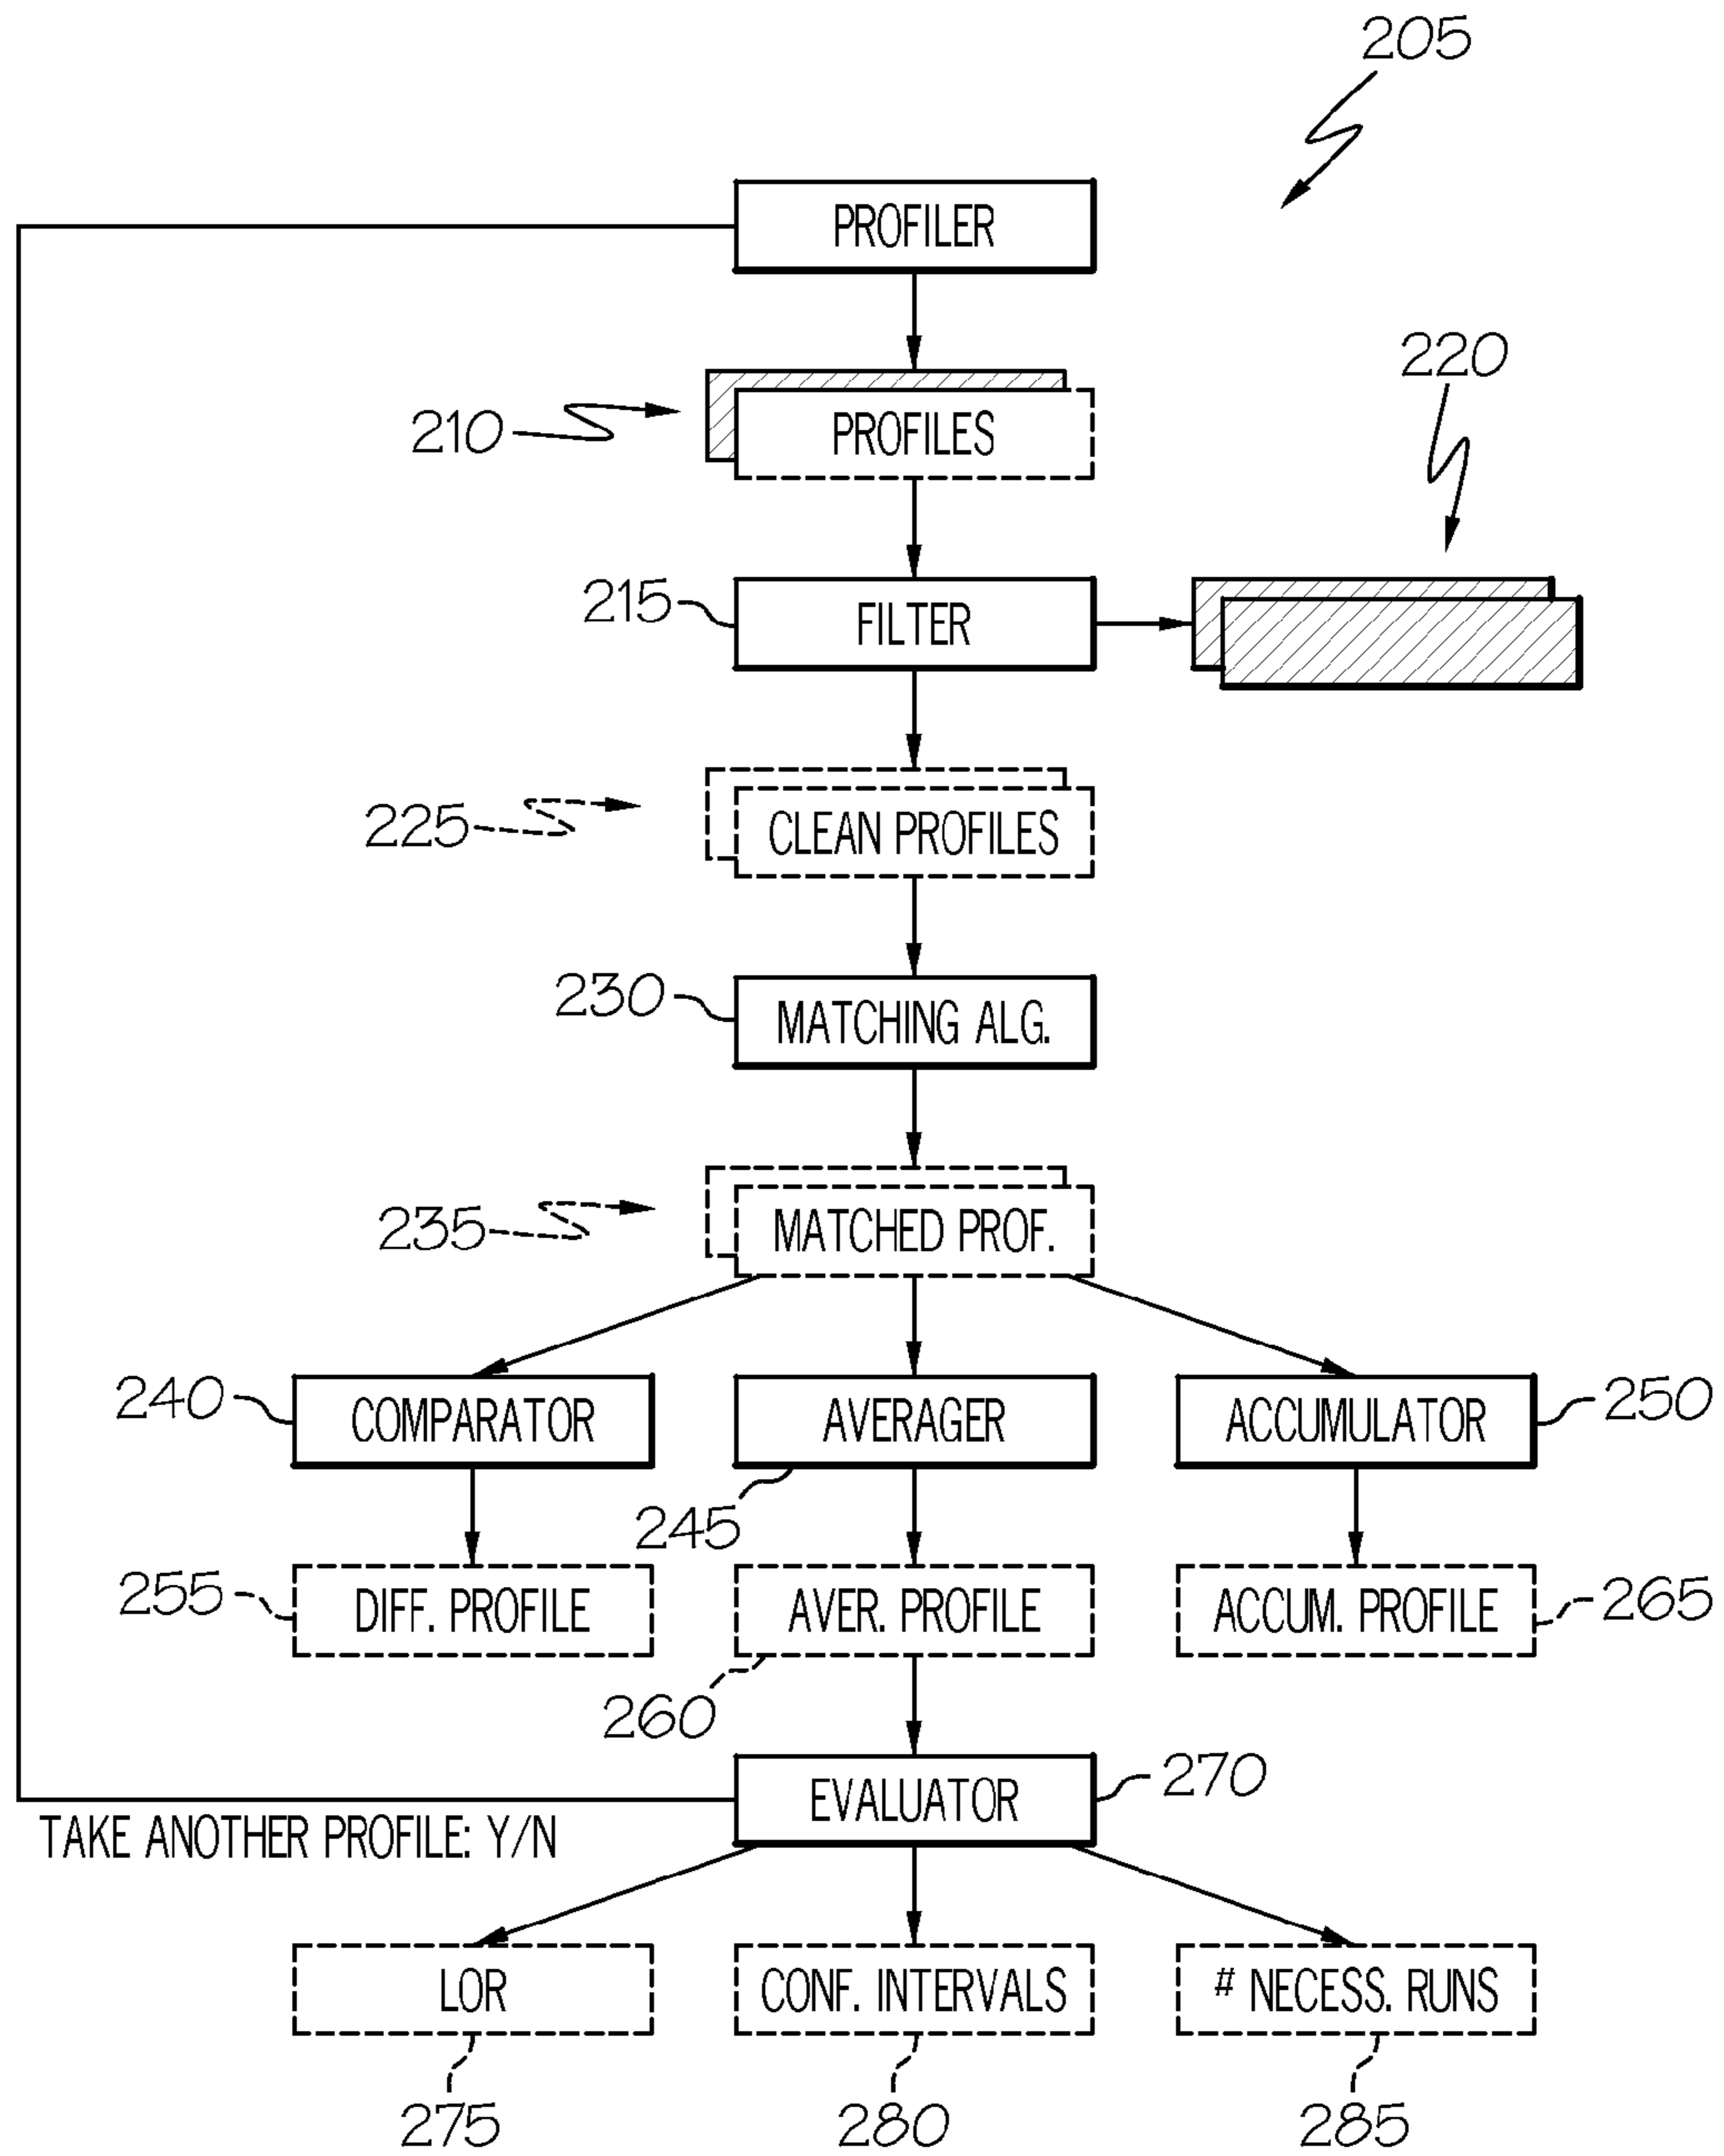 205
PROFILER
220
210
PROFILES
215
FILTER
225
CLEAN PROFILES
230
MATCHING ALG.
235
MATCHED PROF.
240
COMPARATOR
AVERAGER
ACCUMULATOR
250
245
255
DIFF. PROFILE
AVER. PROFILE
ACCUM. PROFILE
265
260
EVALUATOR
270
TAKE ANOTHER PROFILE: Y/N
LOR
CONF. INTERVALS
# NECESS. RUNS
275
280
285